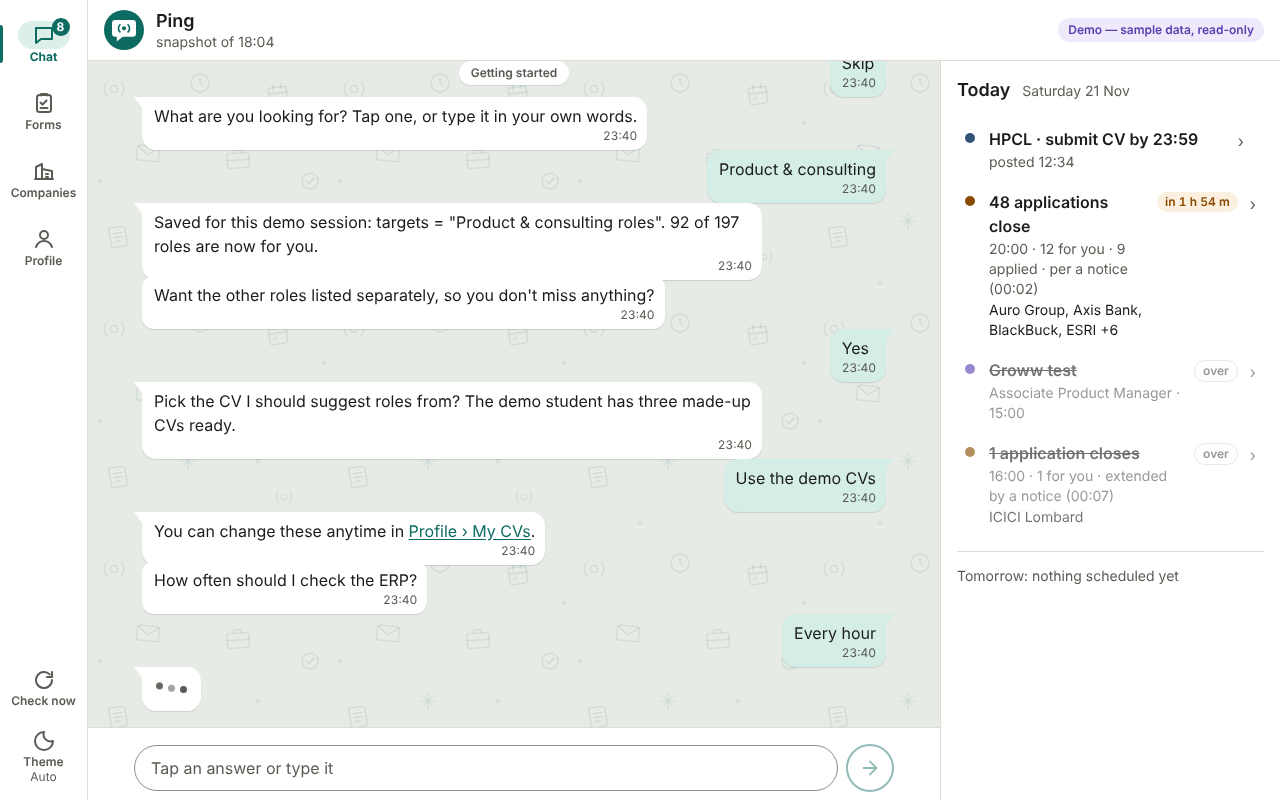 8
Chat
Forms
Companies
Profile
Check now
Theme
Auto
Ping
snapshot of 18:04
Demo — sample data, read-only
Getting started
Skip
23:40
What are you looking for? Tap one, or type it in your own words.
23:40
Product & consulting
23:40
Saved for this demo session: targets = "Product & consulting roles". 92 of 197
roles are now for you.
23:40
Want the other roles listed separately, so you don't miss anything?
23:40
Yes
23:40
Pick the CV I should suggest roles from? The demo student has three made-up
CVs ready.
23:40
Use the demo CVs
23:40
You can change these anytime in Profile › My CVs.
23:40
How often should I check the ERP?
23:40
Every hour
23:40
Tap an answer or type it
Today Saturday 21 Nov
HPCL · submit CV by 23:59
posted 12:34
48 applications
close
in 1 h 54 m
20:00 · 12 for you · 9
applied · per a notice
(00:02)
Auro Group, Axis Bank,
BlackBuck, ESRI +6
Groww test
over
Associate Product Manager ·
15:00
1 application closes
over
16:00 · 1 for you · extended
by a notice (00:07)
ICICI Lombard
Tomorrow: nothing scheduled yet